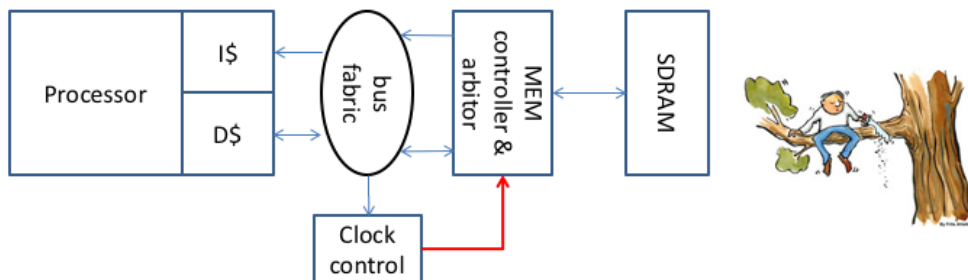 Processor
I$
D$
bus
fabric
MEM
controller &
arbitor
SDRAM
Clock
control